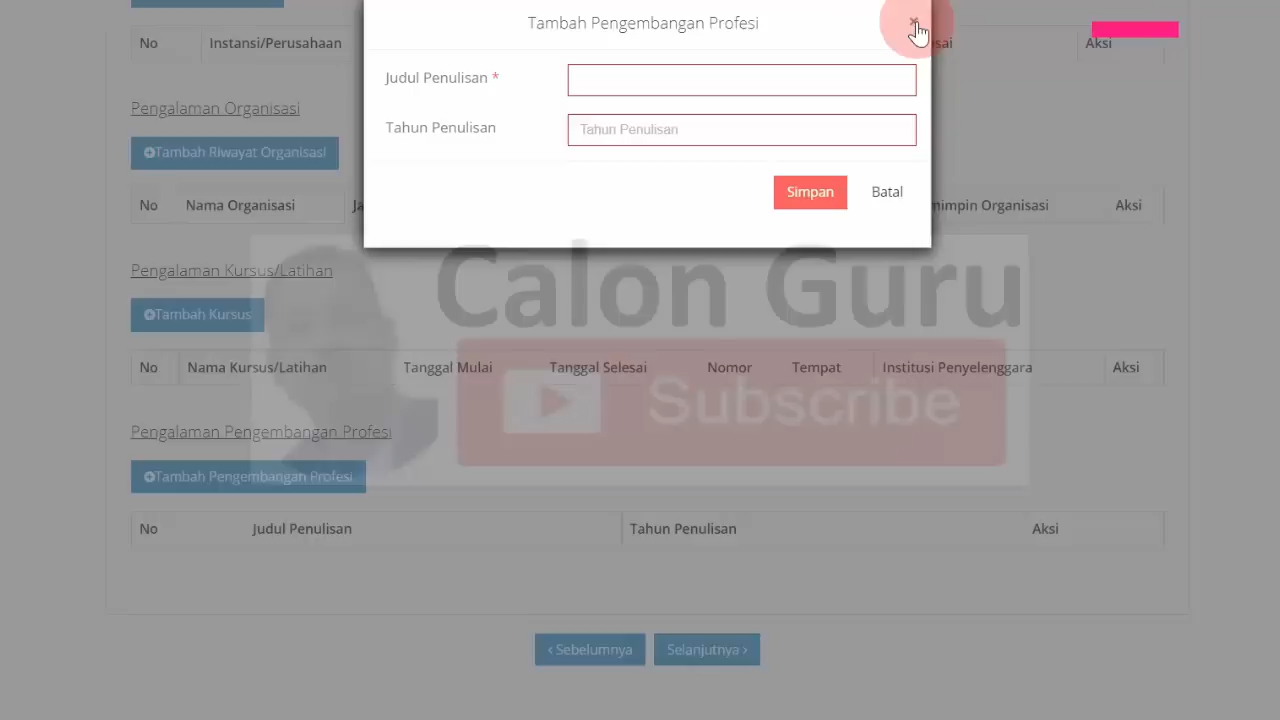 Tambah Pengembangan Profesi ×
No Instansi/Perusahaan sai Aksi
Judul Penulisan *
Pengalaman Organisasi
Tahun Penulisan Tahun Penulisan
Tambah Riwayat Organisasi
Simpan Batal
No Nama Organisasi Ja mimpin Organisasi Aksi
Calon Guru
Pengalaman Kursus/Latihan
Tambah Kursus
No Nama Kursus/Latihan Tanggal Mulai Tanggal Selesai Nomor Tempat Institusi Penyelenggara Aksi
Subscribe
Pengalaman Pengembangan Profesi
Tambah Pengembangan Profesi
No Judul Penulisan Tahun Penulisan Aksi
‹ Sebelumnya Selanjutnya ›